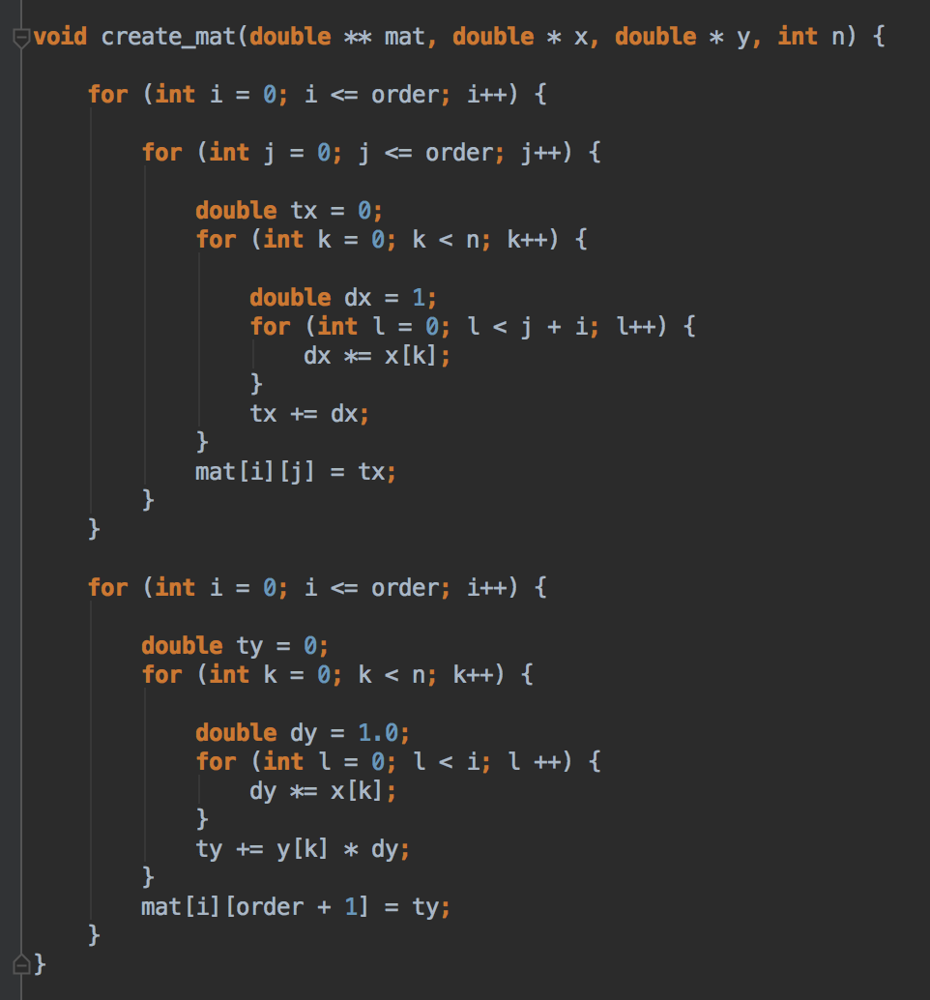 void create_mat(double ** mat, double * x, double * y, int n) {
for (int i = 0; i <= order; i++) {
for (int j = 0; j <= order; j++) {
double tx = 0;
for (int k = 0; k < n; k++) {
double dx = 1;
for (int l = 0; l < j + i; l++) {
dx *= x[k];
}
tx += dx;
}
mat[i][j] = tx;
}
}
for (int i = 0; i <= order; i++) {
double ty = 0;
for (int k = 0; k < n; k++) {
double dy = 1.0;
for (int l = 0; l < i; l ++) {
dy *= x[k];
}
ty += y[k] * dy;
}
mat[i][order + 1] = ty;
}
}